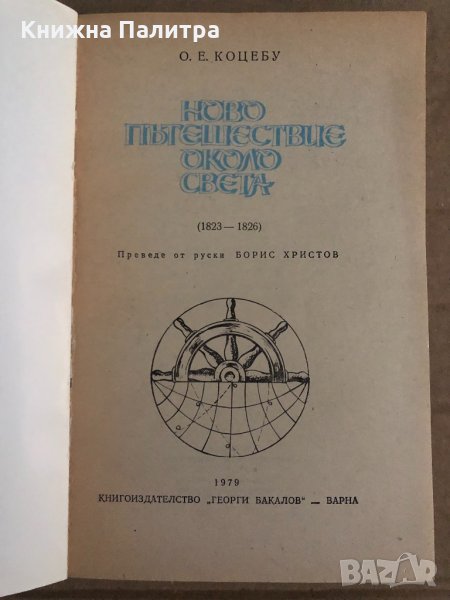 Книжна Палитра
О. Е. КОЦЕБУ
НОВО
ПЪТЕШЕСТВИЕ
ОКОЛО
СВЕТА
(1823 — 1826)
Преведе от руски БОРИС ХРИСТОВ
1979
КНИГОИЗДАТЕЛСТВО „ГЕОРГИ БАКАЛОВ" — ВАРНА
BAZAR